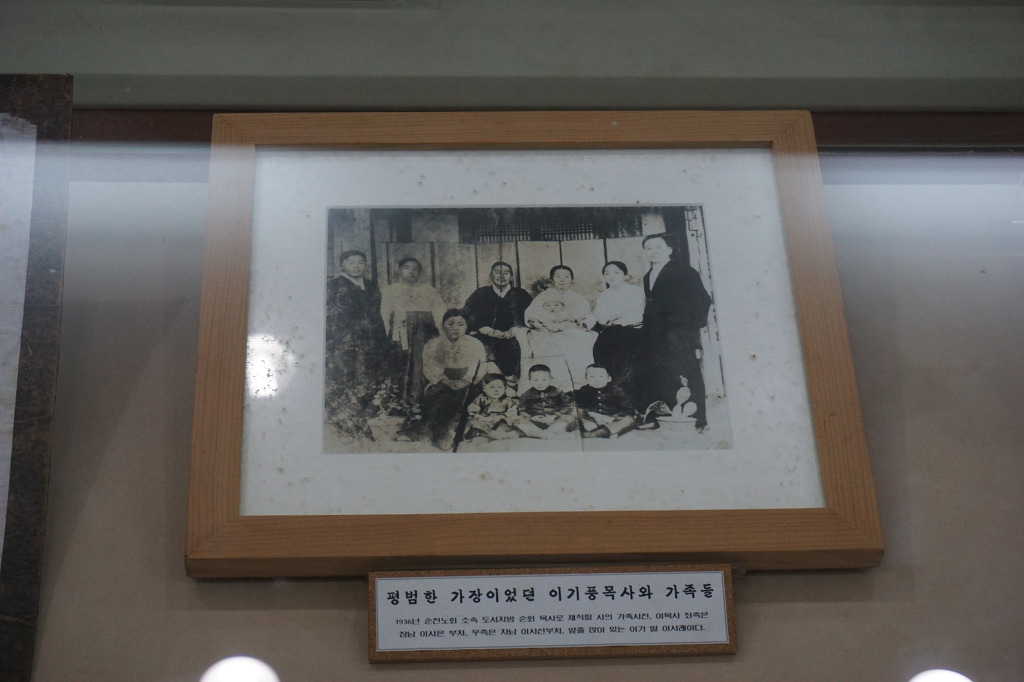 평범한 가장이었던 이기풍목사와 가족들
1936년 순천노회 소속 도서지방 순회 목사로 재직할 시의 가족사진, 이목사 좌측은
장남 이사은 부처, 우측은 차남 이사선부처, 앞줄 앉아 있는 이가 딸 이사례이다.